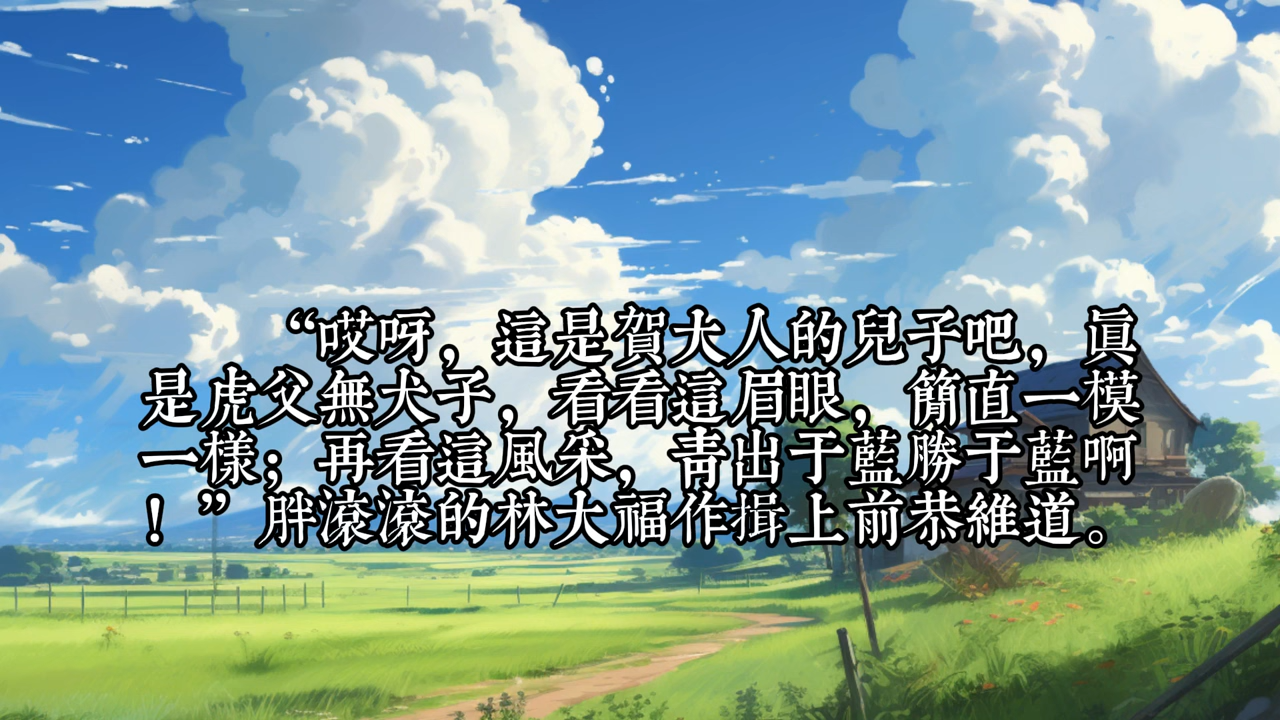 “哎呀，這是賀大人的兒子吧，眞
是虎父無犬子，看看這眉眼，簡直一模
一樣；再看這風采，靑出于藍勝于藍啊
！”胖滾滾的林大福作揖上前恭維道。